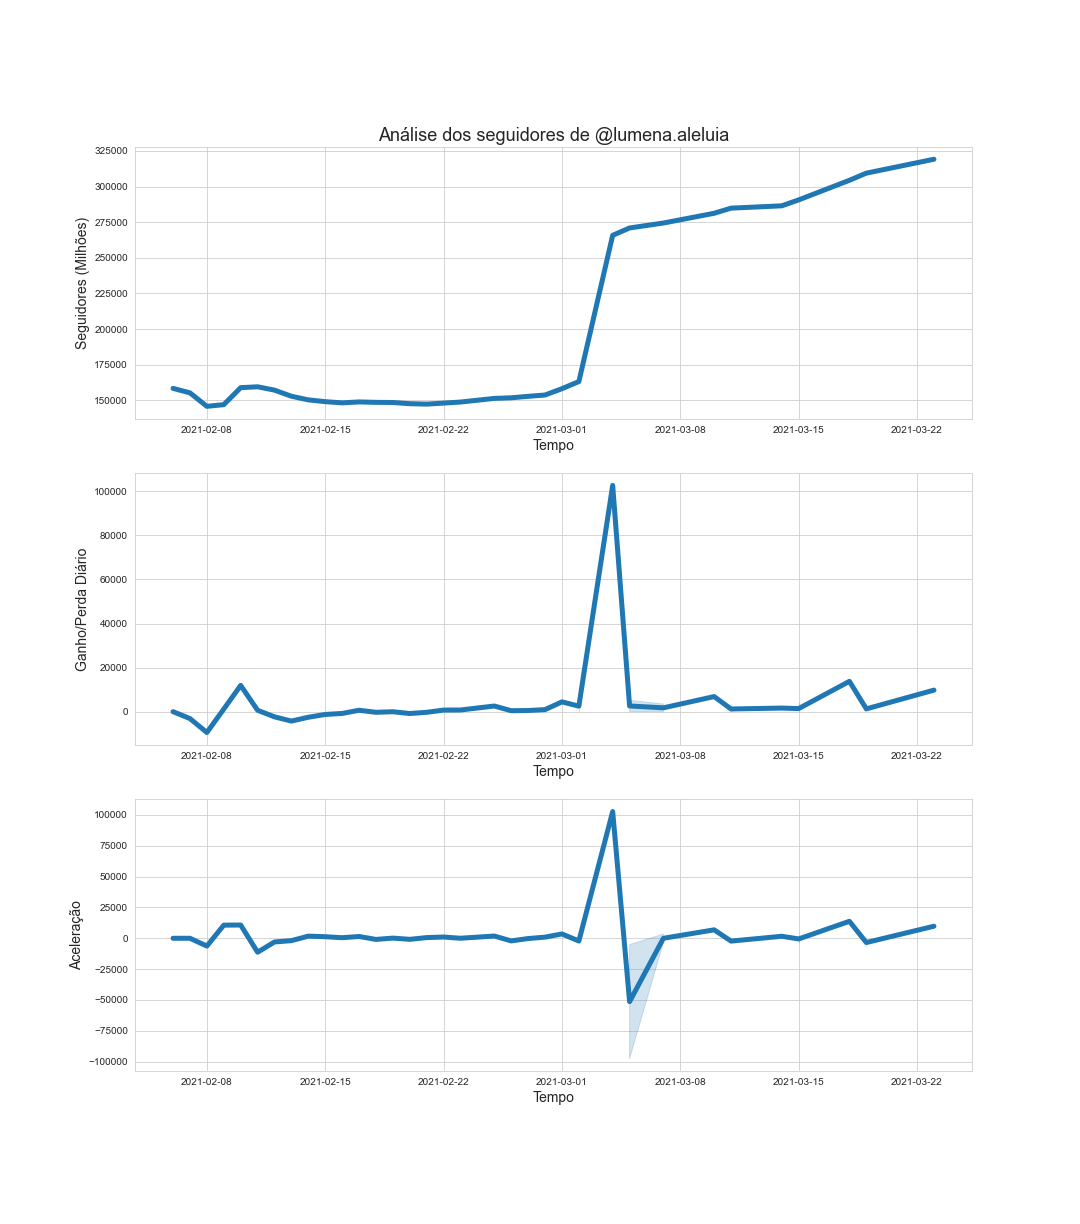 Análise dos seguidores de @lumena.aleluia
Seguidores (Milhões)
325000
300000
275000
250000
225000
200000
175000
150000
2021-02-08 2021-02-15 2021-02-22 2021-03-01 2021-03-08 2021-03-15 2021-03-22
Tempo
Ganho/Perda Diário
100000
80000
60000
40000
20000
0
2021-02-08 2021-02-15 2021-02-22 2021-03-01 2021-03-08 2021-03-15 2021-03-22
Tempo
Aceleração
100000
75000
50000
25000
0
−25000
−50000
−75000
−100000
2021-02-08 2021-02-15 2021-02-22 2021-03-01 2021-03-08 2021-03-15 2021-03-22
Tempo